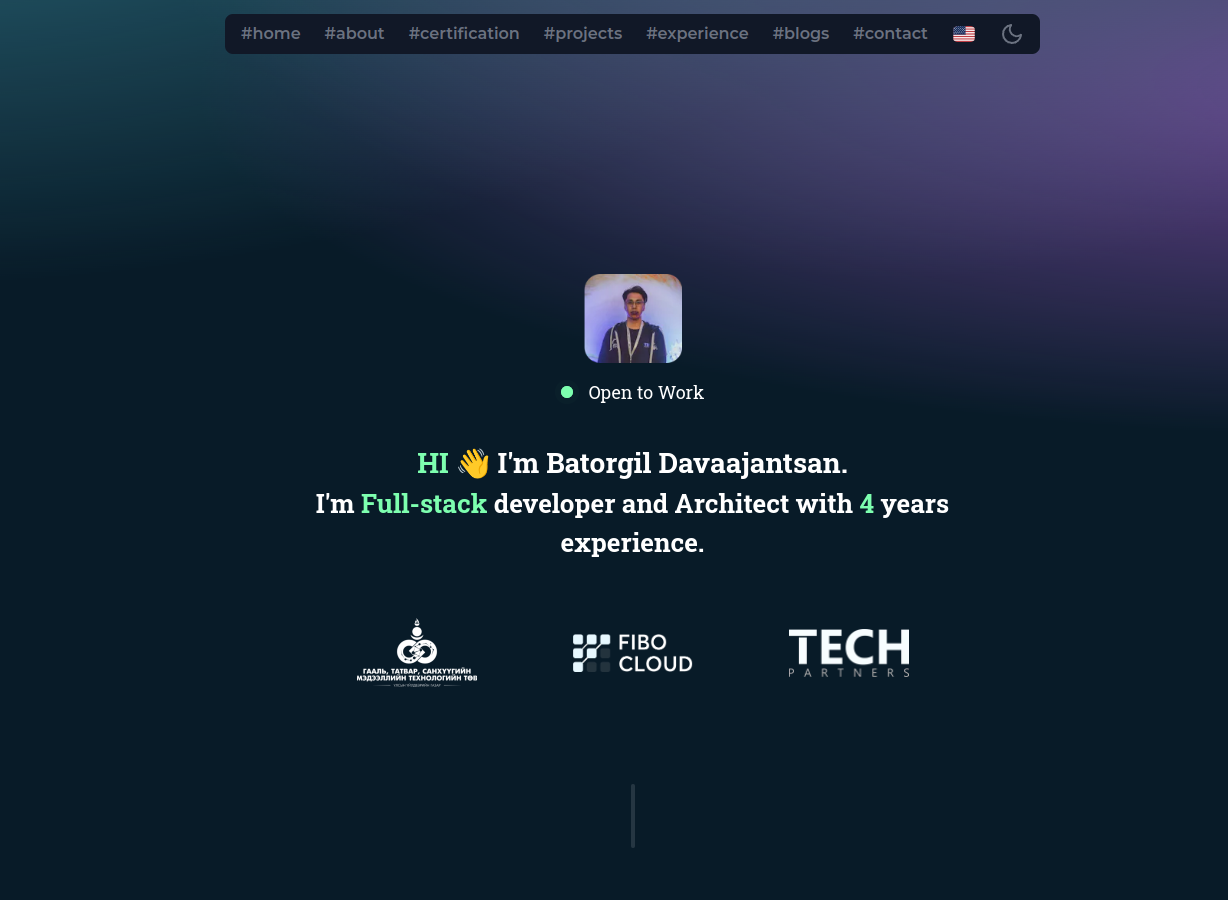 #home #about #certification #projects #experience #blogs #contact
Open to Work
HI 👋 I'm Batorgil Davaajantsan.
I'm Full-stack developer and Architect with 4 years
experience.
ГААЛЬ, ТАТВАР, САНХҮҮГИЙН
МЭДЭЭЛЛИЙН ТЕХНОЛОГИЙН ТӨВ
FIBO
CLOUD
TECH
PARTNERS